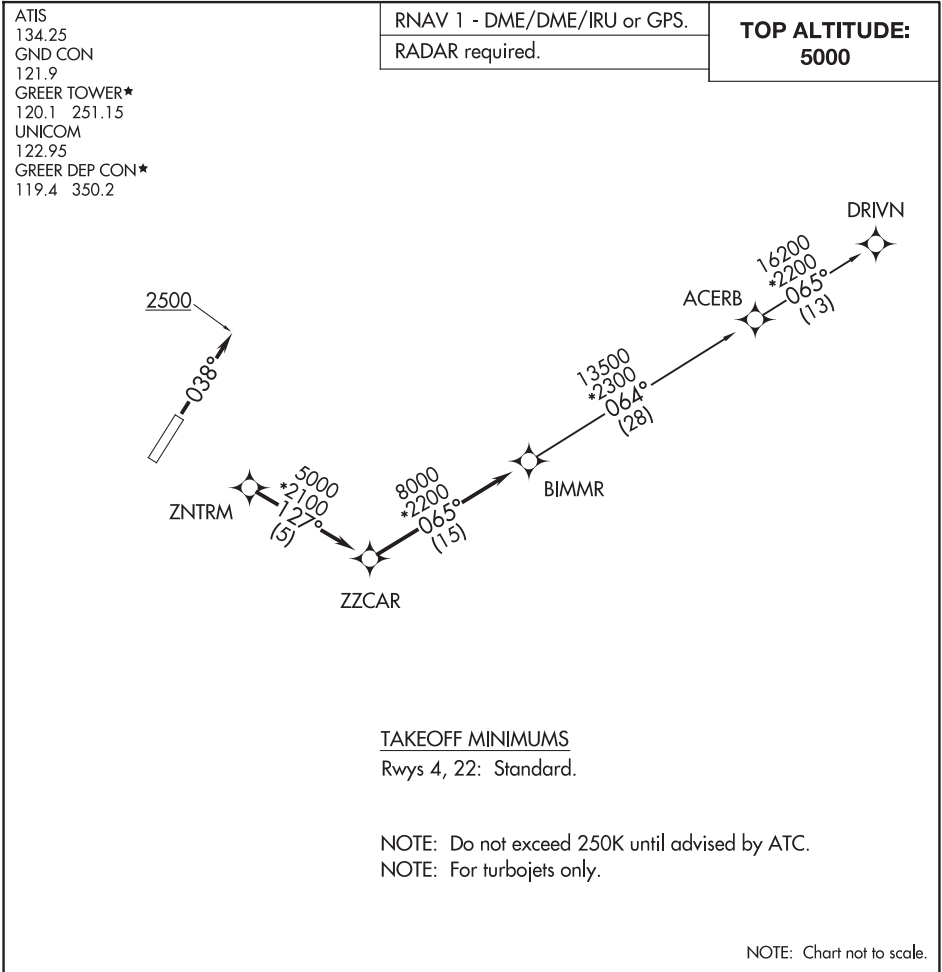 ATIS
134.25
GND CON
121.9
GREER TOWER★
120.1 251.15
UNICOM
122.95
GREER DEP CON★
119.4 350.2
RNAV 1 - DME/DME/IRU or GPS.
RADAR required.
TOP ALTITUDE:
5000
DRIVN
16200
*2200
065°
(13)
ACERB
2500
038°
13500
*2300
064°
(28)
BIMMR
8000
*2200
065°
(15)
ZNTRM
5000
*2100
127°
(5)
ZZCAR
TAKEOFF MINIMUMS
Rwys 4, 22: Standard.
NOTE: Do not exceed 250K until advised by ATC.
NOTE: For turbojets only.
NOTE: Chart not to scale.